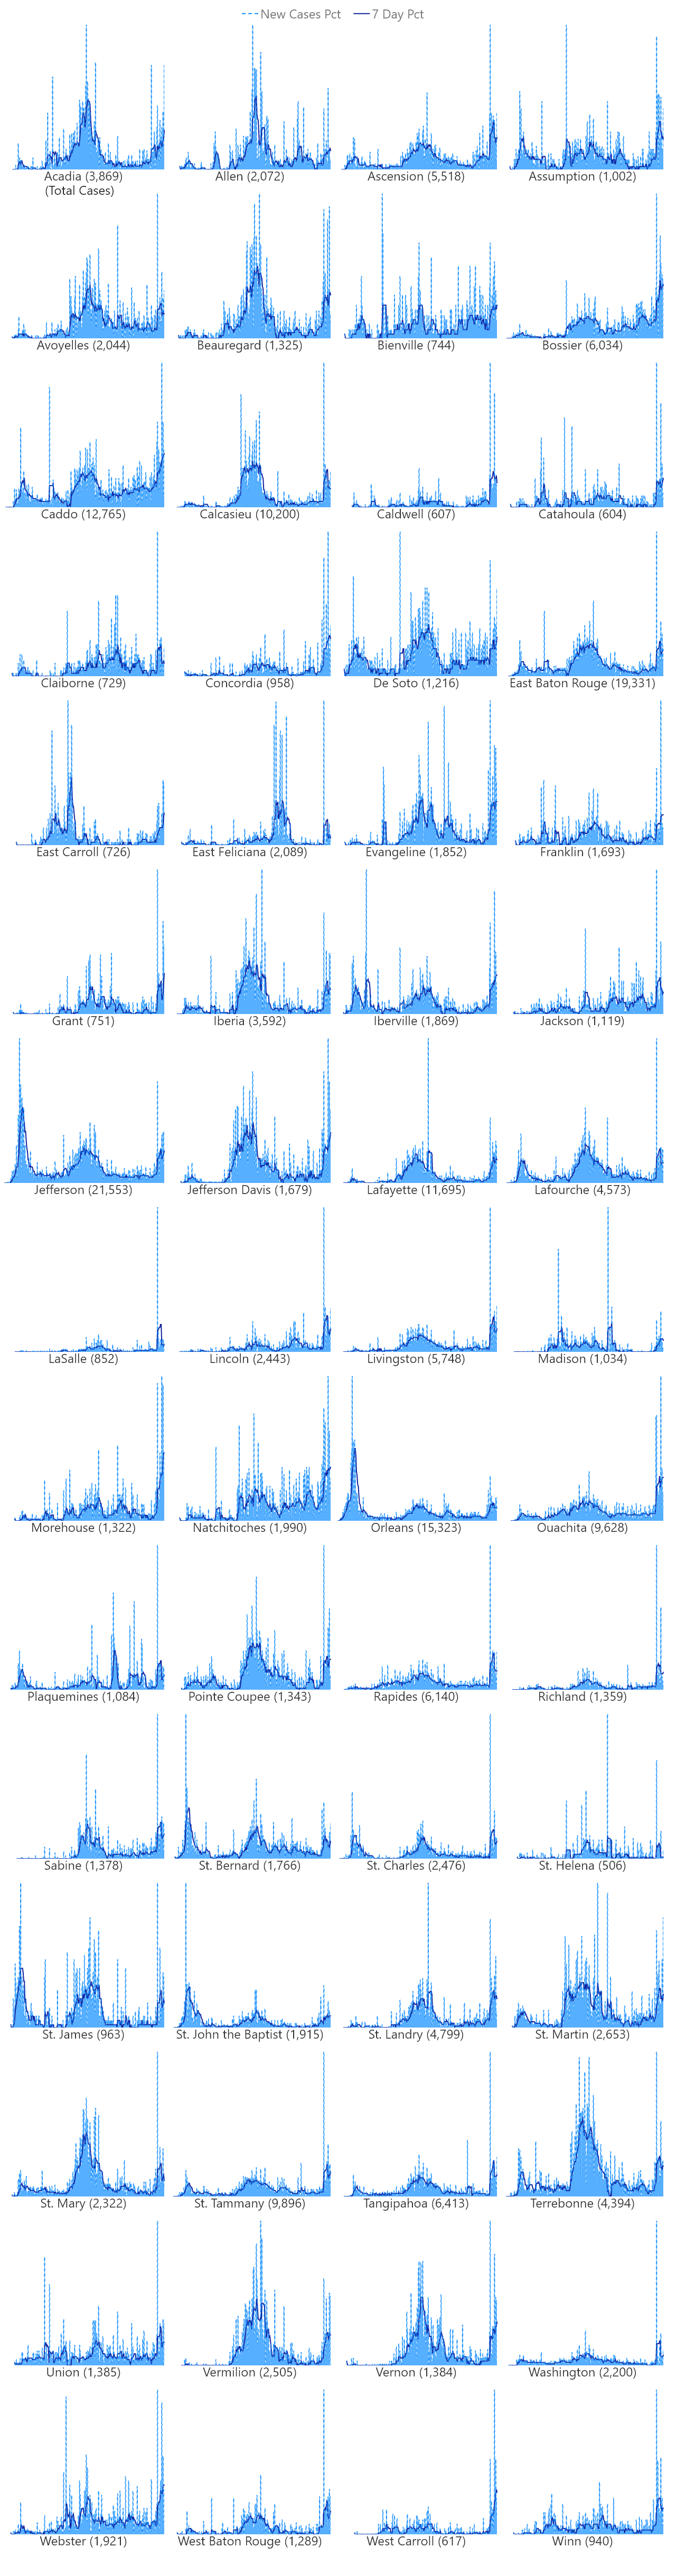 New Cases Pct 7 Day Pct
Acadia (3,869) Allen (2,072) Ascension (5,518) Assumption (1,002)
(Total Cases)
Avoyelles (2,044) Beauregard (1,325) Bienville (744) Bossier (6,034)
Caddo (12,765) Calcasieu (10,200) Caldwell (607) Catahoula (604)
Claiborne (729) Concordia (958) De Soto (1,216) East Baton Rouge (19,331)
East Carroll (726) East Feliciana (2,089) Evangeline (1,852) Franklin (1,693)
Grant (751) Iberia (3,592) Iberville (1,869) Jackson (1,119)
Jefferson (21,553) Jefferson Davis (1,679) Lafayette (11,695) Lafourche (4,573)
LaSalle (852) Lincoln (2,443) Livingston (5,748) Madison (1,034)
Morehouse (1,322) Natchitoches (1,990) Orleans (15,323) Ouachita (9,628)
Plaquemines (1,084) Pointe Coupee (1,343) Rapides (6,140) Richland (1,359)
Sabine (1,378) St. Bernard (1,766) St. Charles (2,476) St. Helena (506)
St. James (963) St. John the Baptist (1,915) St. Landry (4,799) St. Martin (2,653)
St. Mary (2,322) St. Tammany (9,896) Tangipahoa (6,413) Terrebonne (4,394)
Union (1,385) Vermilion (2,505) Vernon (1,384) Washington (2,200)
Webster (1,921) West Baton Rouge (1,289) West Carroll (617) Winn (940)